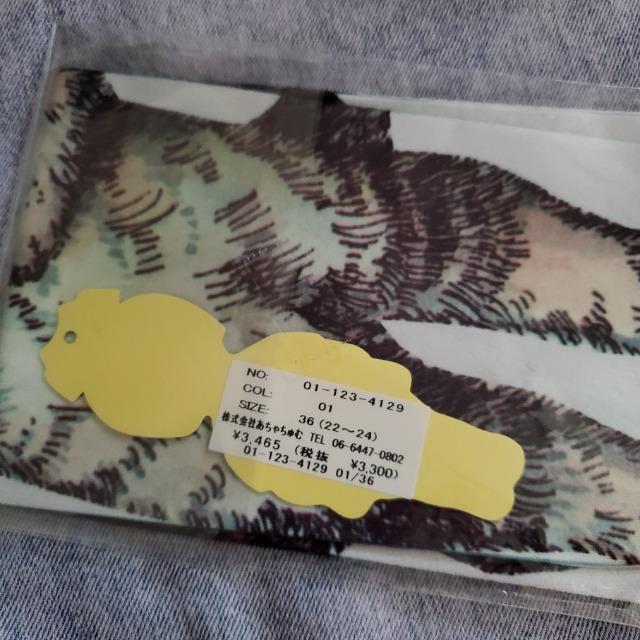 NO: 01-123-4129
COL: 01
SIZE: 36 (22～24)
株式会社あちゃちゅむ TEL 06-6447-0802
¥3,465 (税抜 ¥3,300)
01-123-4129 01/36